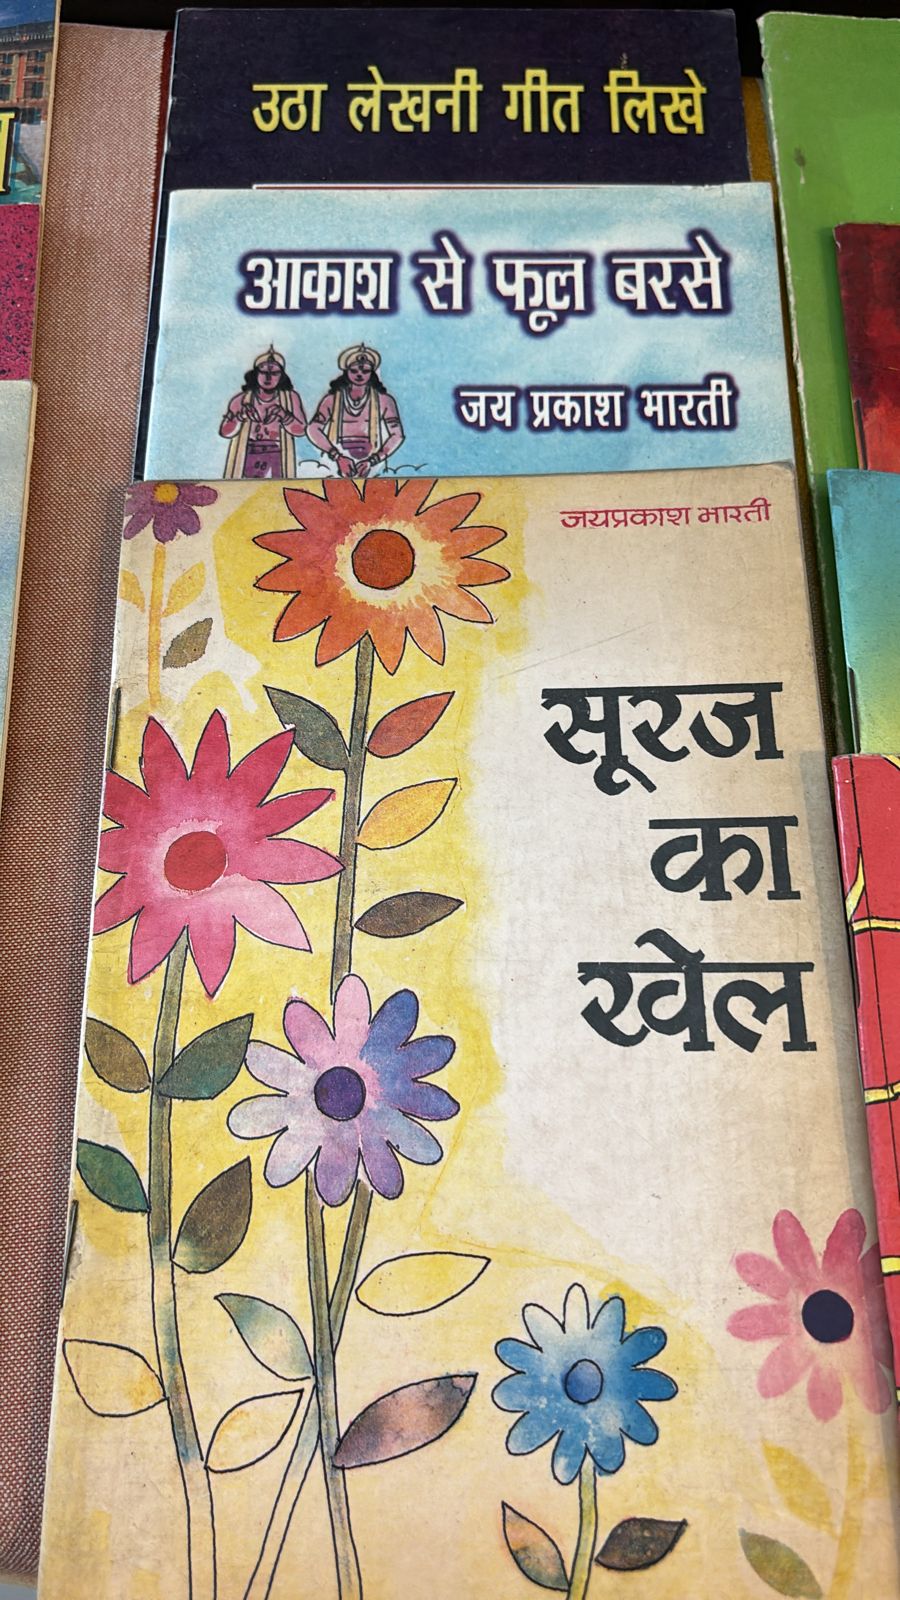 उठा लेखनी गीत लिखे
आकाश से फूल बरसे
जय प्रकाश भारती
जयप्रकाश भारती
सूरज
का
खेल